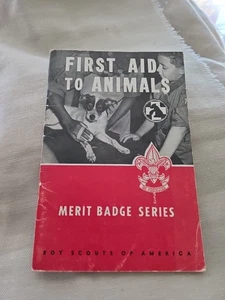 FIRST AID
TO ANIMALS
MERIT BADGE SERIES
BOY SCOUTS OF AMERICA